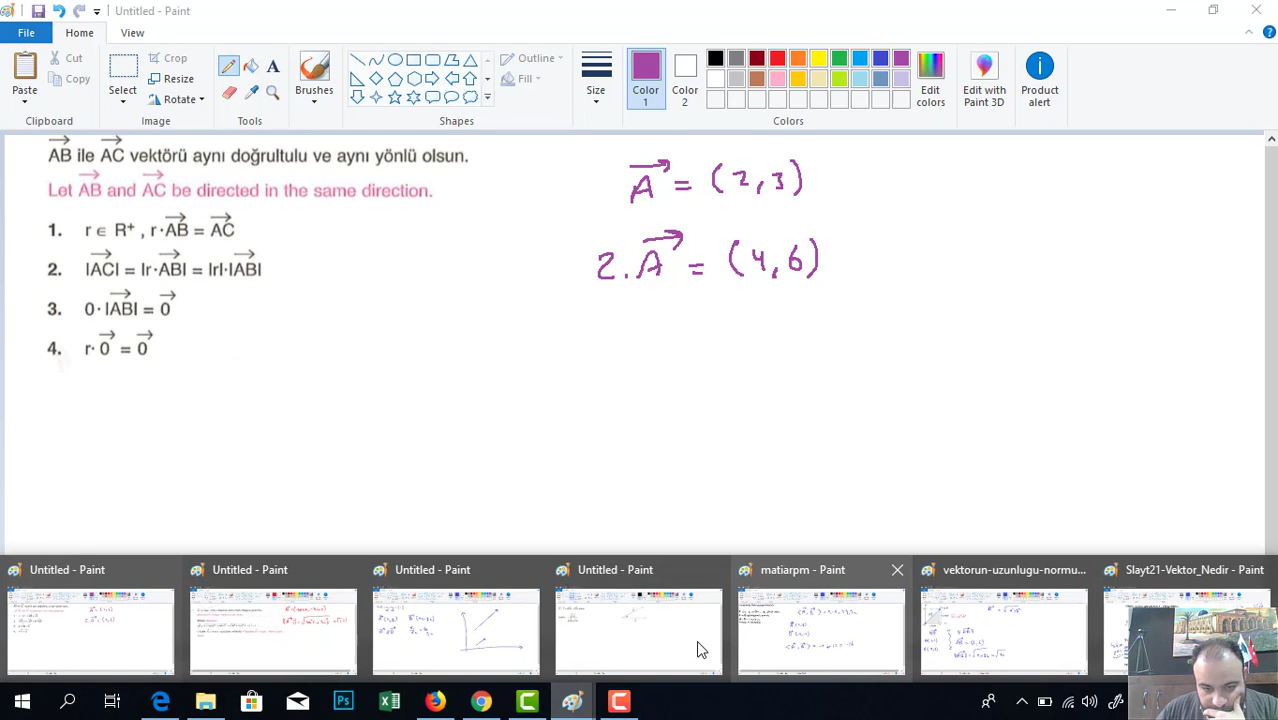 Untitled - Paint
File Home View
Cut
Copy
Paste
Clipboard
Select
Crop
Resize
Rotate
Image
A
Tools
Brushes
Outline
Fill
Shapes
Size
Color 1
Color 2
Edit colors
Colors
Edit with Paint 3D
Product alert
AB ile AC vektörü aynı doğrultulu ve aynı yönlü olsun.
Let AB and AC be directed in the same direction.
1. r ∈ R⁺ , r · AB = AC
2. |AC| = |r·AB| = |r|·|AB|
3. 0 · |AB| = 0
4. r · 0 = 0
A = (2,3)
2. A = (4,6)
Untitled - Paint
Untitled - Paint
Untitled - Paint
Untitled - Paint
matiarpm - Paint
vektorun-uzunlugu-normu...
Slayt21-Vektor_Nedir - Paint